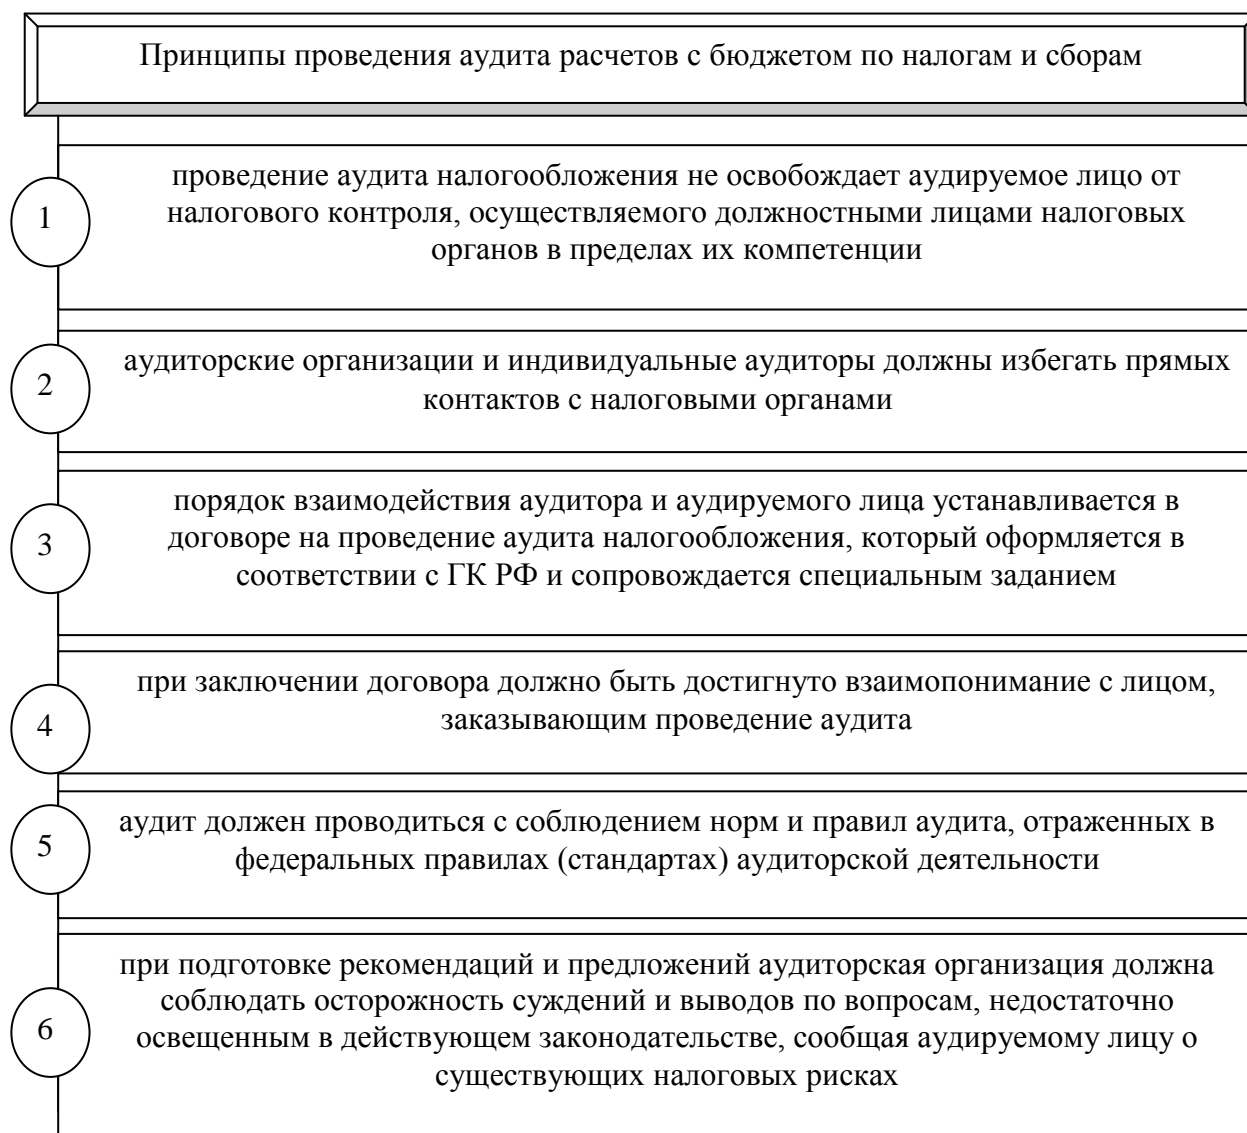 Принципы проведения аудита расчетов с бюджетом по налогам и сборам
1
проведение аудита налогообложения не освобождает аудируемое лицо от
налогового контроля, осуществляемого должностными лицами налоговых
органов в пределах их компетенции
2
аудиторские организации и индивидуальные аудиторы должны избегать прямых
контактов с налоговыми органами
3
порядок взаимодействия аудитора и аудируемого лица устанавливается в
договоре на проведение аудита налогообложения, который оформляется в
соответствии с ГК РФ и сопровождается специальным заданием
4
при заключении договора должно быть достигнуто взаимопонимание с лицом,
заказывающим проведение аудита
5
аудит должен проводиться с соблюдением норм и правил аудита, отраженных в
федеральных правилах (стандартах) аудиторской деятельности
6
при подготовке рекомендаций и предложений аудиторская организация должна
соблюдать осторожность суждений и выводов по вопросам, недостаточно
освещенным в действующем законодательстве, сообщая аудируемому лицу о
существующих налоговых рисках